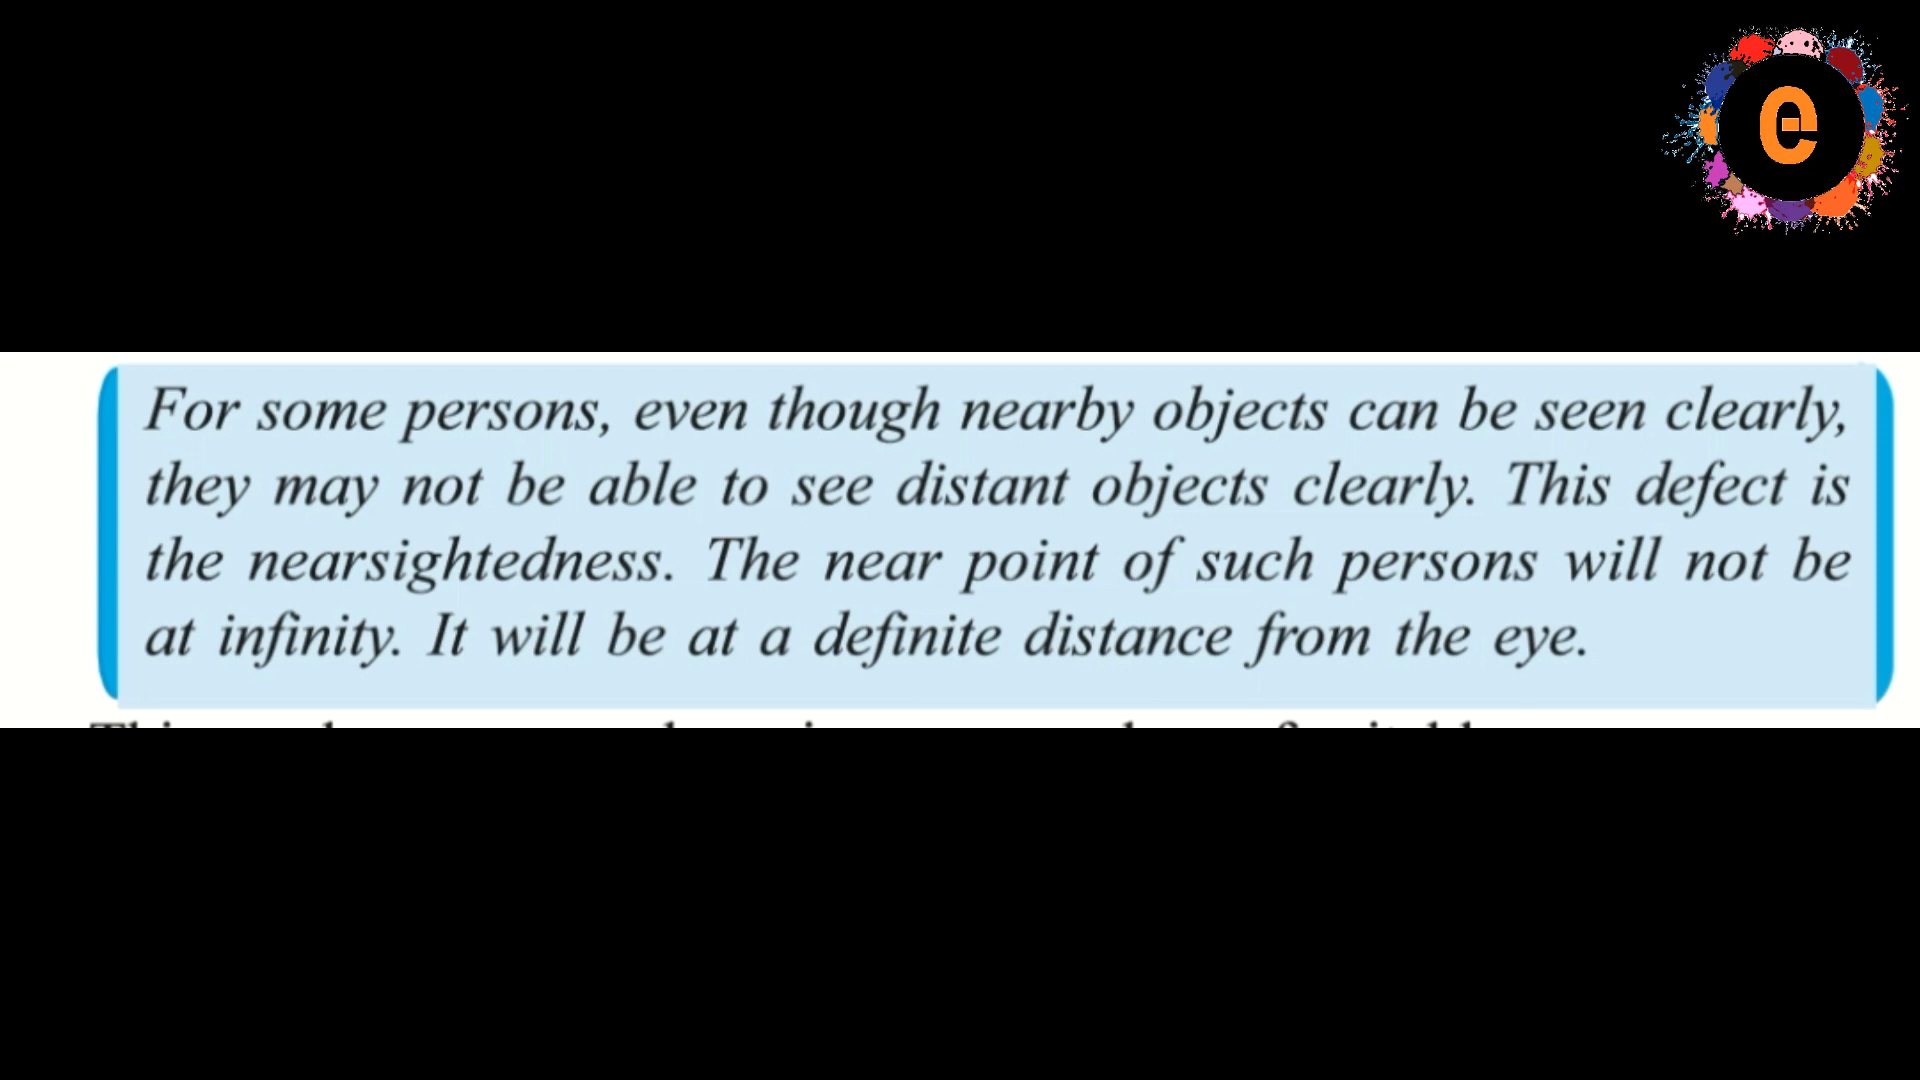 e
For some persons, even though nearby objects can be seen clearly,
they may not be able to see distant objects clearly. This defect is
the nearsightedness. The near point of such persons will not be
at infinity. It will be at a definite distance from the eye.